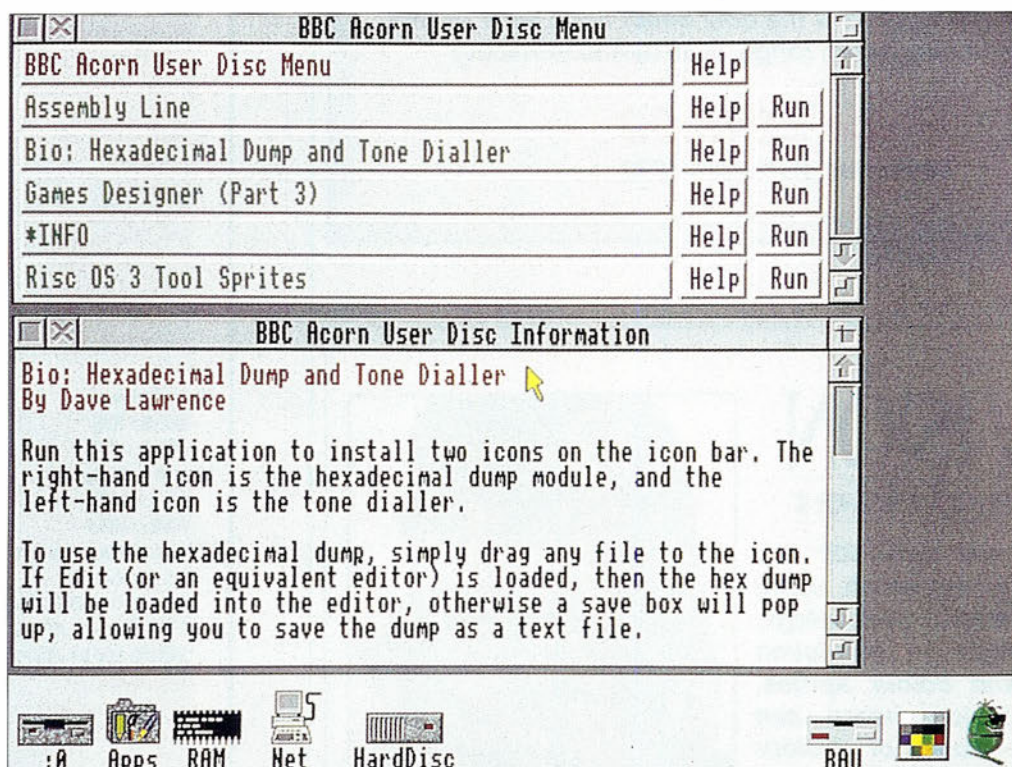 BBC Acorn User Disc Menu
BBC Acorn User Disc Menu Help
Assembly Line Help Run
Bio: Hexadecimal Dump and Tone Dialler Help Run
Games Designer (Part 3) Help Run
*INFO Help Run
Risc OS 3 Tool Sprites Help Run
BBC Acorn User Disc Information
Bio: Hexadecimal Dump and Tone Dialler
By Dave Lawrence
Run this application to install two icons on the icon bar. The
right-hand icon is the hexadecimal dump module, and the
left-hand icon is the tone dialler.
To use the hexadecimal dump, simply drag any file to the icon.
If Edit (or an equivalent editor) is loaded, then the hex dump
will be loaded into the editor, otherwise a save box will pop
up, allowing you to save the dump as a text file.
:A Apps RAM Net HardDisc BAU